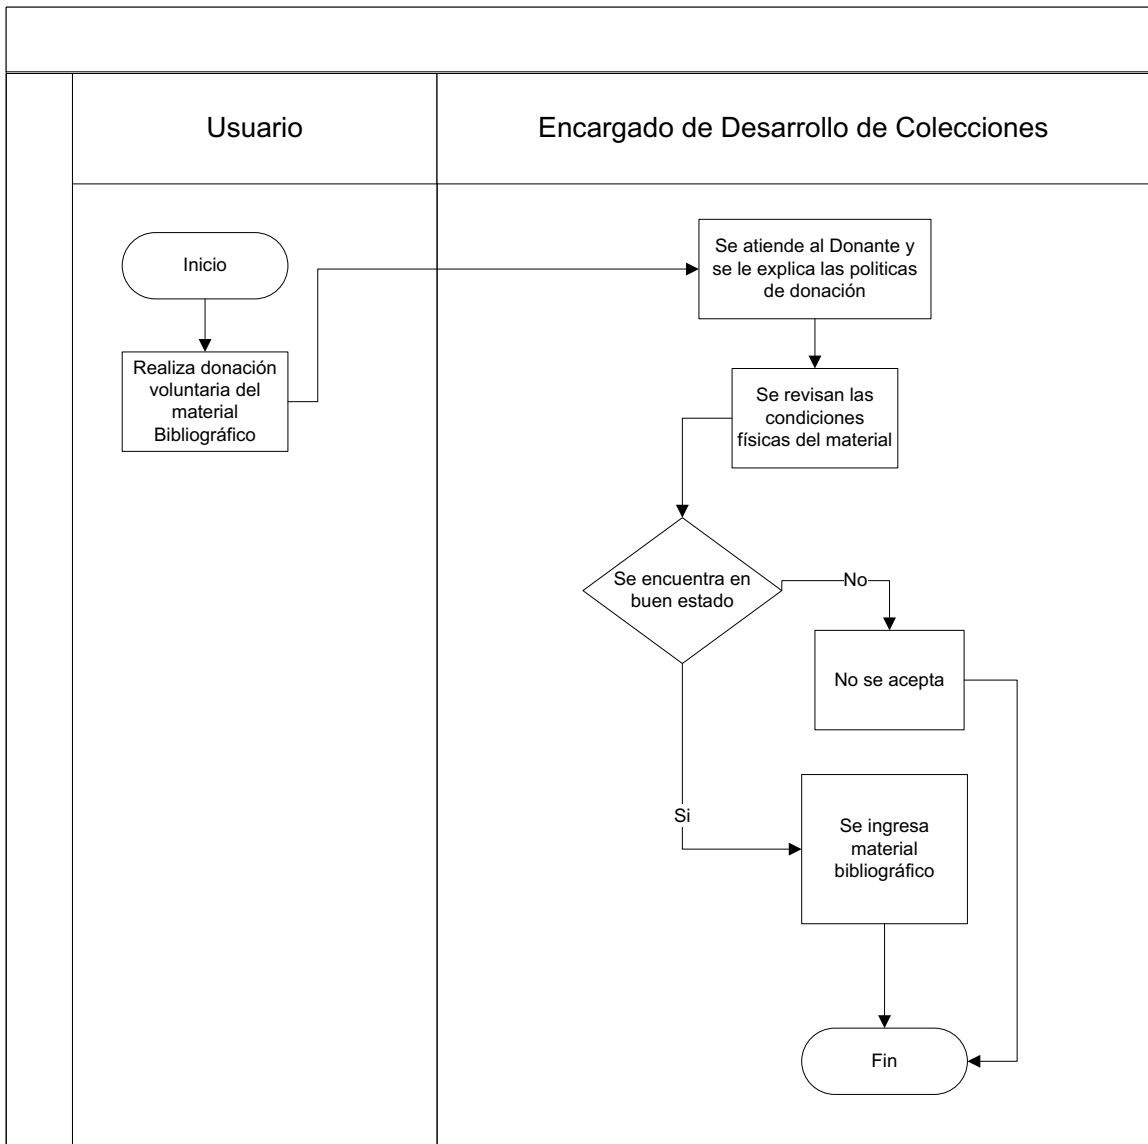 Usuario
Encargado de Desarrollo de Colecciones
Inicio
Realiza donación
voluntaria del
material
Bibliográfico
Se atiende al Donante y
se le explica las politicas
de donación
Se revisan las
condiciones
físicas del material
Se encuentra en
buen estado
No
No se acepta
Si
Se ingresa
material
bibliográfico
Fin